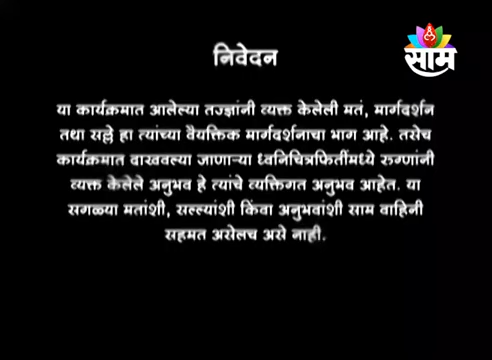 साम
निवेदन
या कार्यक्रमात आलेल्या तज्ज्ञांनी व्यक्त केलेली मतं, मार्गदर्शन
तथा सल्ले हा त्यांच्या वैयक्तिक मार्गदर्शनाचा भाग आहे. तसेच
कार्यक्रमात दाखवल्या जाणाऱ्या ध्वनिचित्रफितींमध्ये रुग्णांनी
व्यक्त केलेले अनुभव हे त्यांचे व्यक्तिगत अनुभव आहेत. या
सगळ्या मतांशी, सल्ल्यांशी किंवा अनुभवांशी साम वाहिनी
सहमत असेलच असे नाही.